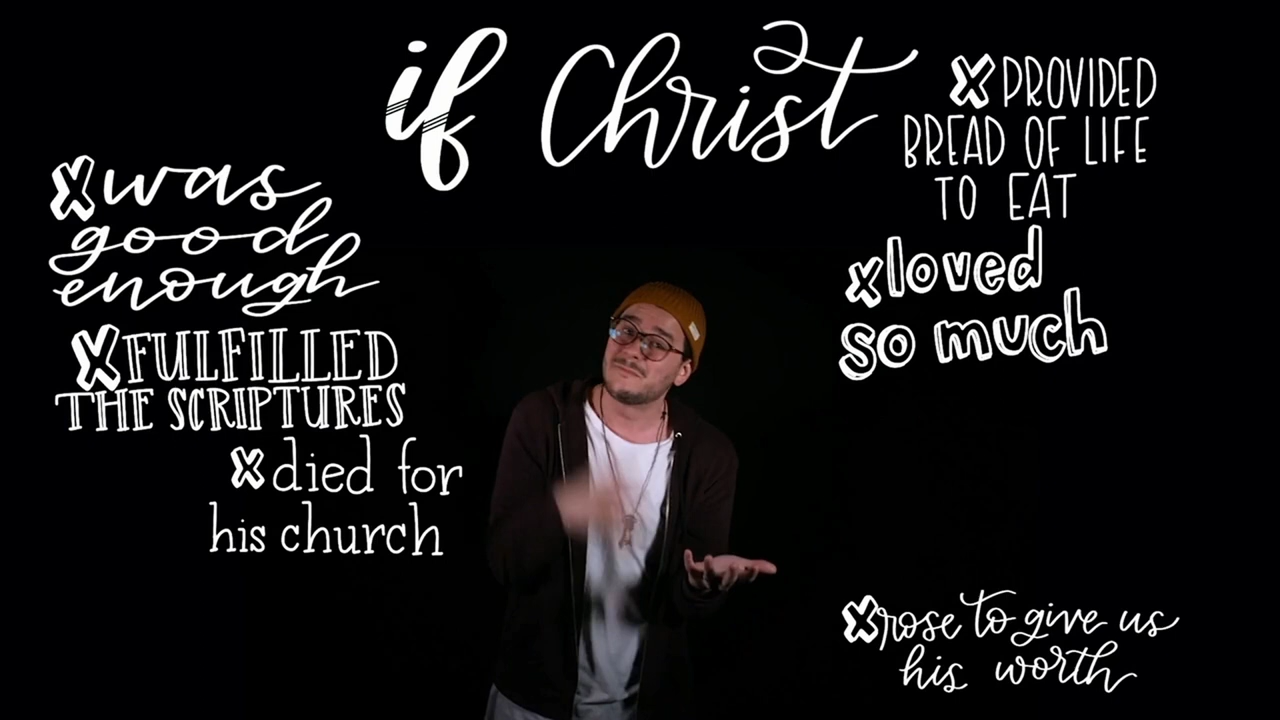 if Christ
x was
good
enough
x FULFILLED
THE SCRIPTURES
x died for
his church
x PROVIDED
BREAD OF LIFE
TO EAT
x loved
so much
x rose to give us
his worth